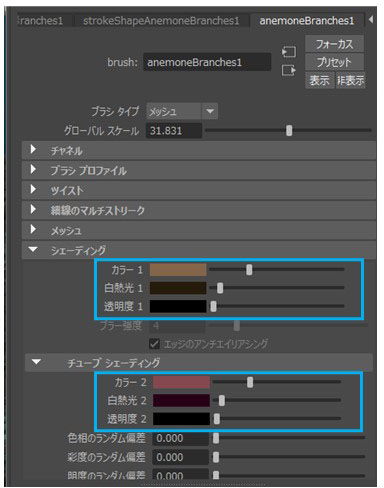 ranches1 strokeShapeAnemoneBranches1 anemoneBranches1
brush: anemoneBranches1
フォーカス
プリセット
表示 非表示
ブラシ タイプ メッシュ
グローバル スケール 31.831
チャネル
ブラシ プロファイル
ツイスト
細線のマルチストリーク
メッシュ
シェーディング
カラー 1
白熱光 1
透明度 1
ブラー強度 4
エッジのアンチエイリアシング
チューブ シェーディング
カラー 2
白熱光 2
透明度 2
色相のランダム偏差 0.000
彩度のランダム偏差 0.000
明度のランダム偏差 0.000